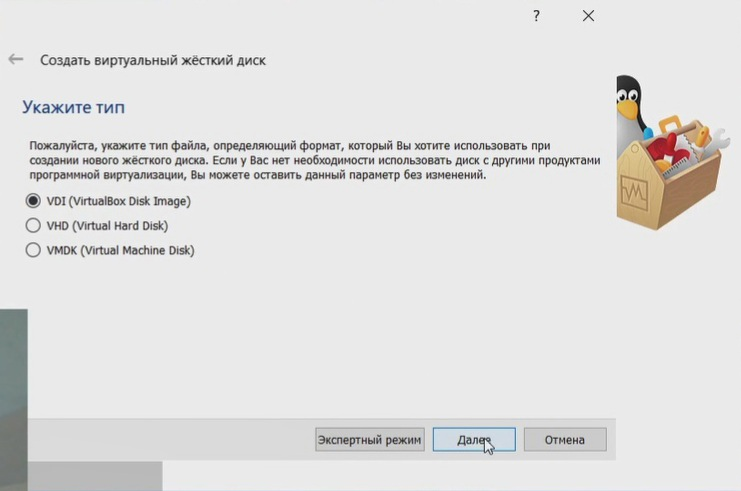 ?
Создать виртуальный жёсткий диск
Укажите тип
Пожалуйста, укажите тип файла, определяющий формат, который Вы хотите использовать при
создании нового жёсткого диска. Если у Вас нет необходимости использовать диск с другими продуктами
программной виртуализации, Вы можете оставить данный параметр без изменений.
VDI (VirtualBox Disk Image)
VHD (Virtual Hard Disk)
VMDK (Virtual Machine Disk)
Экспертный режим Далее Отмена